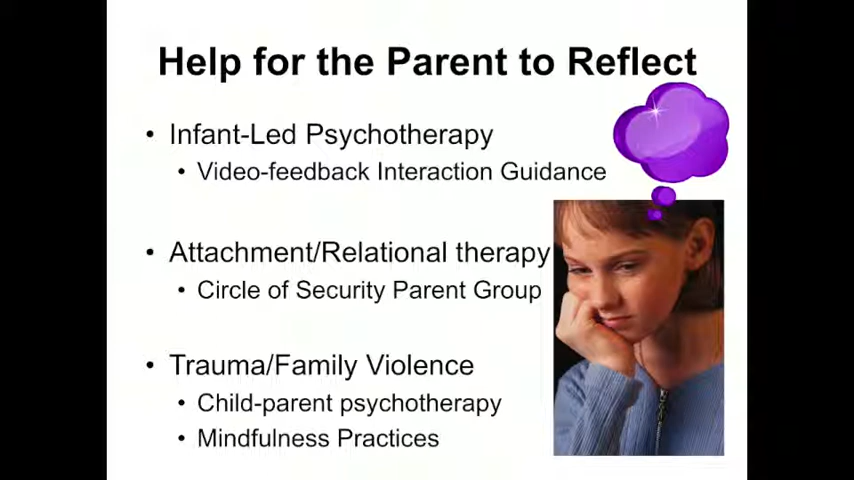 Help for the Parent to Reflect
• Infant-Led Psychotherapy
• Video-feedback Interaction Guidance
• Attachment/Relational therapy
• Circle of Security Parent Group
• Trauma/Family Violence
• Child-parent psychotherapy
• Mindfulness Practices